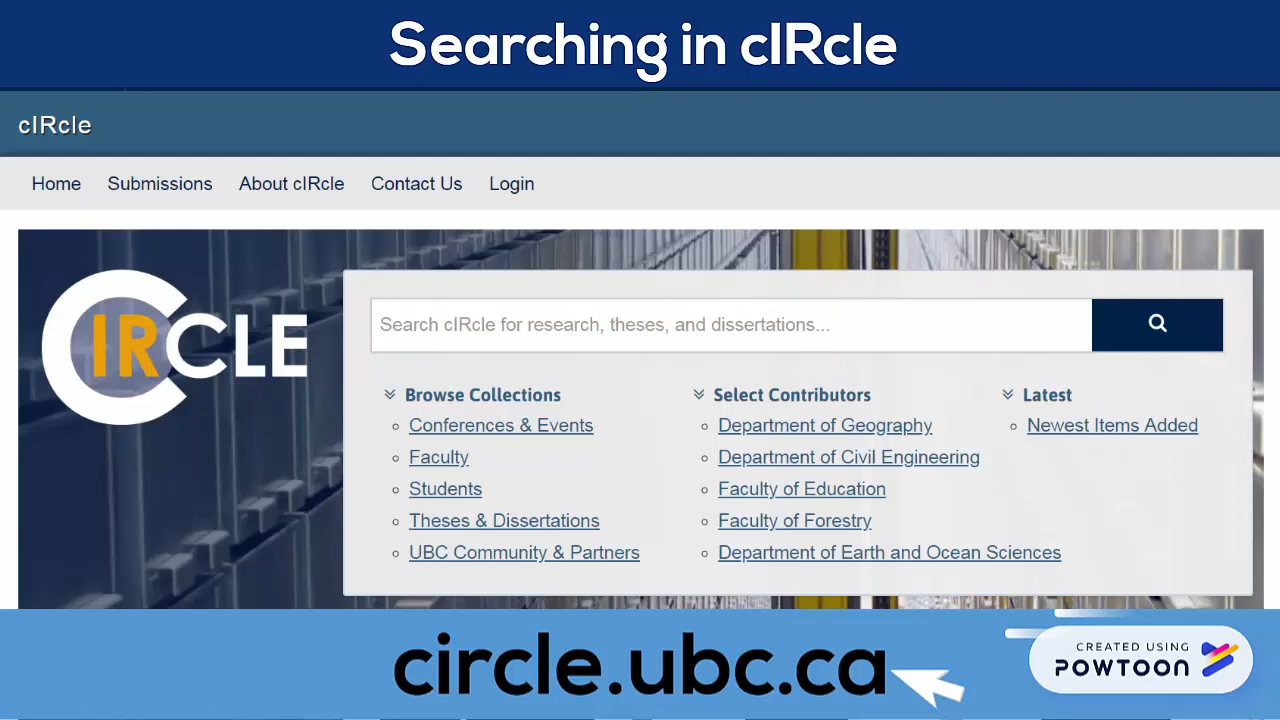 Searching in cIRcle
cIRcle
Home Submissions About cIRcle Contact Us Login
CIRCLE
Search cIRcle for research, theses, and dissertations...
Browse Collections
Conferences & Events
Faculty
Students
Theses & Dissertations
UBC Community & Partners
Select Contributors
Department of Geography
Department of Civil Engineering
Faculty of Education
Faculty of Forestry
Department of Earth and Ocean Sciences
Latest
Newest Items Added
circle.ubc.ca
CREATED USING
POWTOON